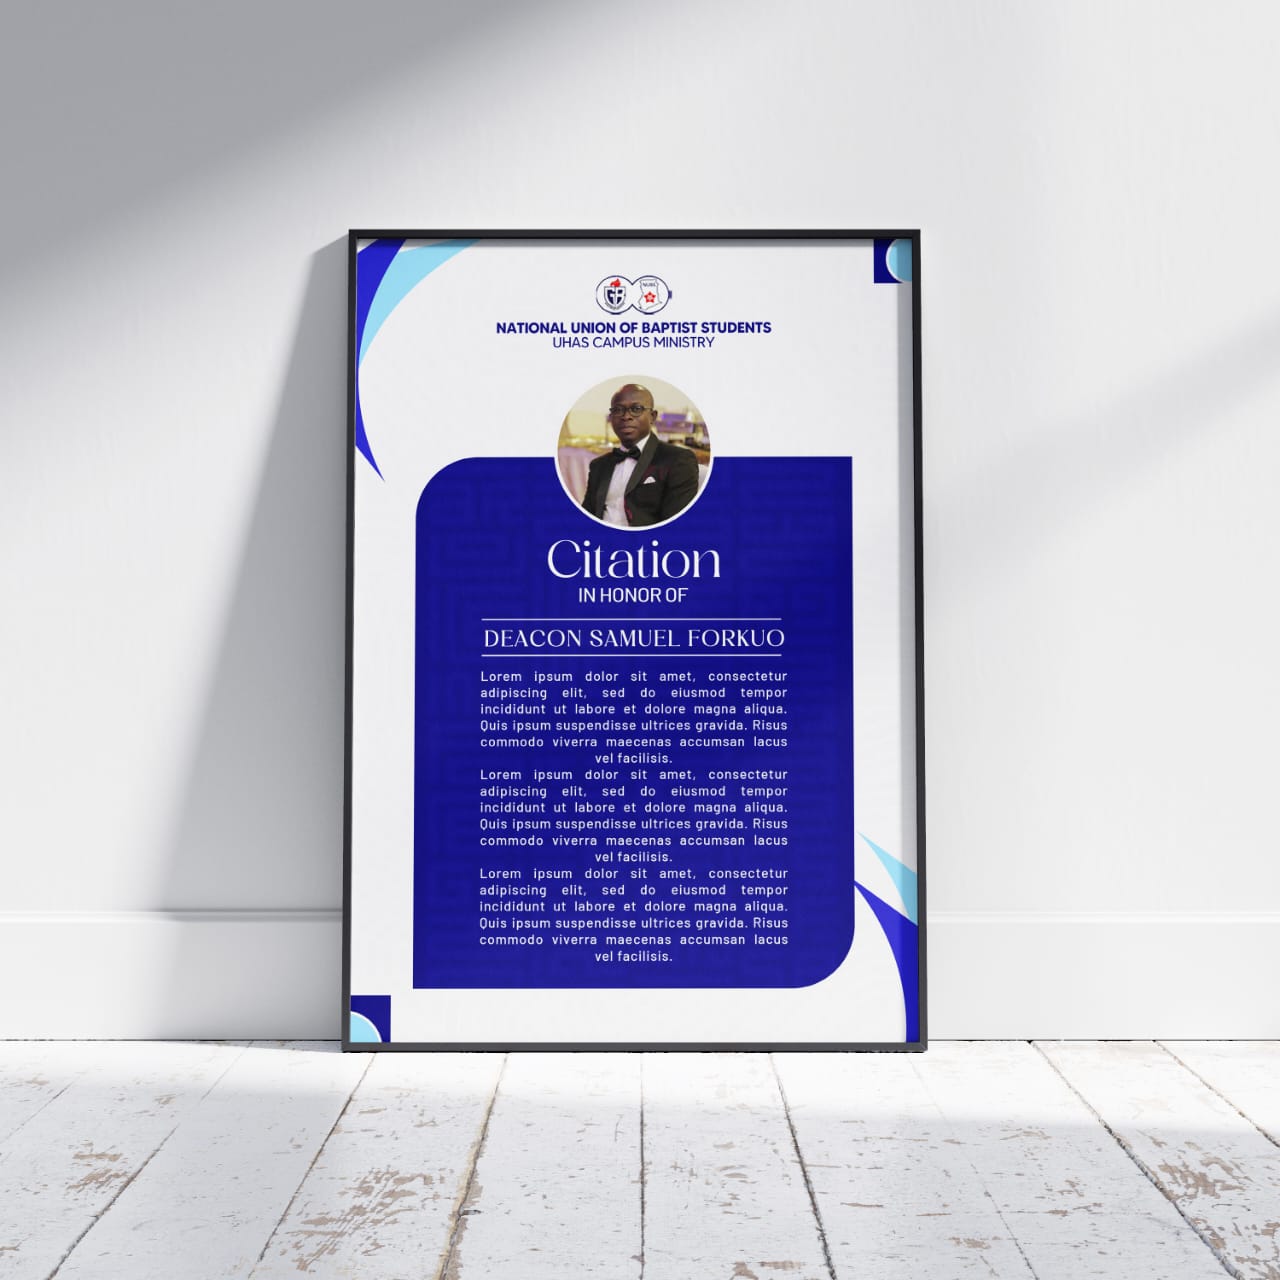 NUBS
NATIONAL UNION OF BAPTIST STUDENTS
UHAS CAMPUS MINISTRY
Citation
IN HONOR OF
DEACON SAMUEL FORKUO
Lorem ipsum dolor sit amet, consectetur
adipiscing elit, sed do eiusmod tempor
incididunt ut labore et dolore magna aliqua.
Quis ipsum suspendisse ultrices gravida. Risus
commodo viverra maecenas accumsan lacus
vel facilisis.
Lorem ipsum dolor sit amet, consectetur
adipiscing elit, sed do eiusmod tempor
incididunt ut labore et dolore magna aliqua.
Quis ipsum suspendisse ultrices gravida. Risus
commodo viverra maecenas accumsan lacus
vel facilisis.
Lorem ipsum dolor sit amet, consectetur
adipiscing elit, sed do eiusmod tempor
incididunt ut labore et dolore magna aliqua.
Quis ipsum suspendisse ultrices gravida. Risus
commodo viverra maecenas accumsan lacus
vel facilisis.